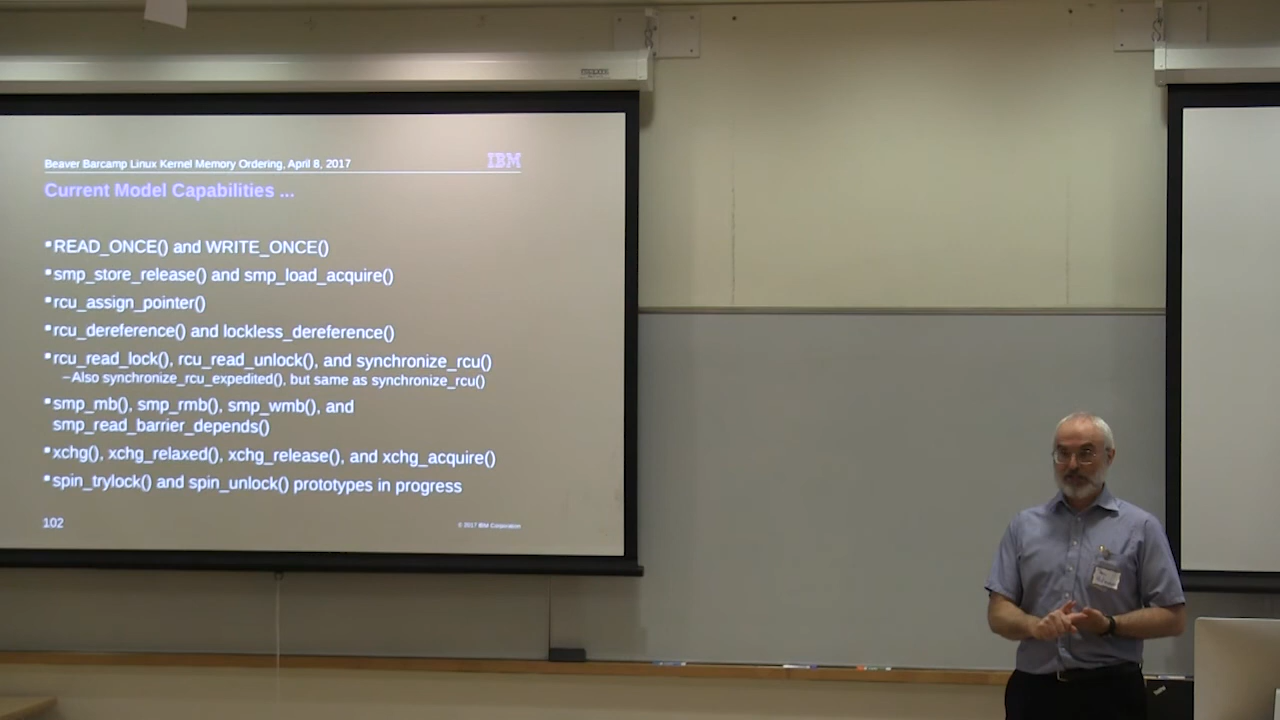 Beaver Barcamp Linux Kernel Memory Ordering, April 8, 2017
IBM
Current Model Capabilities ...
▪READ_ONCE() and WRITE_ONCE()
▪smp_store_release() and smp_load_acquire()
▪rcu_assign_pointer()
▪rcu_dereference() and lockless_dereference()
▪rcu_read_lock(), rcu_read_unlock(), and synchronize_rcu()
–Also synchronize_rcu_expedited(), but same as synchronize_rcu()
▪smp_mb(), smp_rmb(), smp_wmb(), and
smp_read_barrier_depends()
▪xchg(), xchg_relaxed(), xchg_release(), and xchg_acquire()
▪spin_trylock() and spin_unlock() prototypes in progress
102
© 2017 IBM Corporation